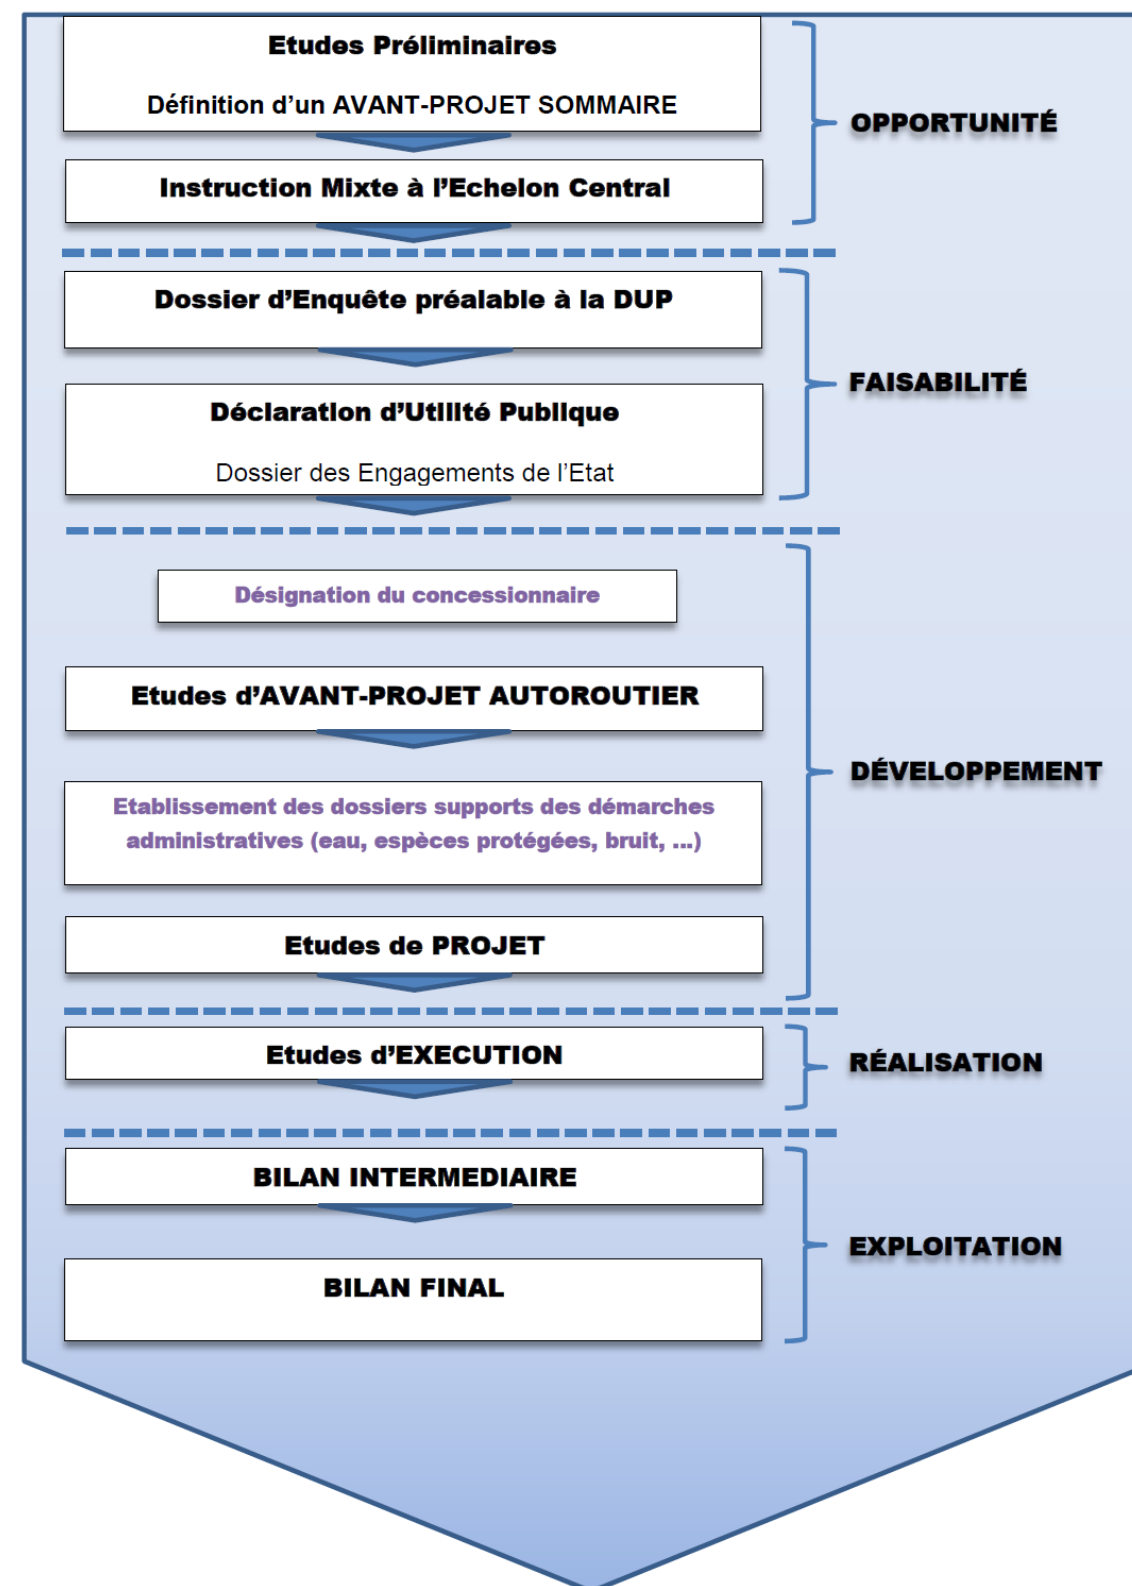 Etudes Préliminaires
Définition d'un AVANT-PROJET SOMMAIRE
OPPORTUNITÉ
Instruction Mixte à l'Echelon Central
Dossier d'Enquête préalable à la DUP
FAISABILITÉ
Déclaration d'Utilité Publique
Dossier des Engagements de l'Etat
Désignation du concessionnaire
Etudes d'AVANT-PROJET AUTOROUTIER
DÉVELOPPEMENT
Etablissement des dossiers supports des démarches
administratives (eau, espèces protégées, bruit, ...)
Etudes de PROJET
Etudes d'EXECUTION
RÉALISATION
BILAN INTERMEDIAIRE
EXPLOITATION
BILAN FINAL